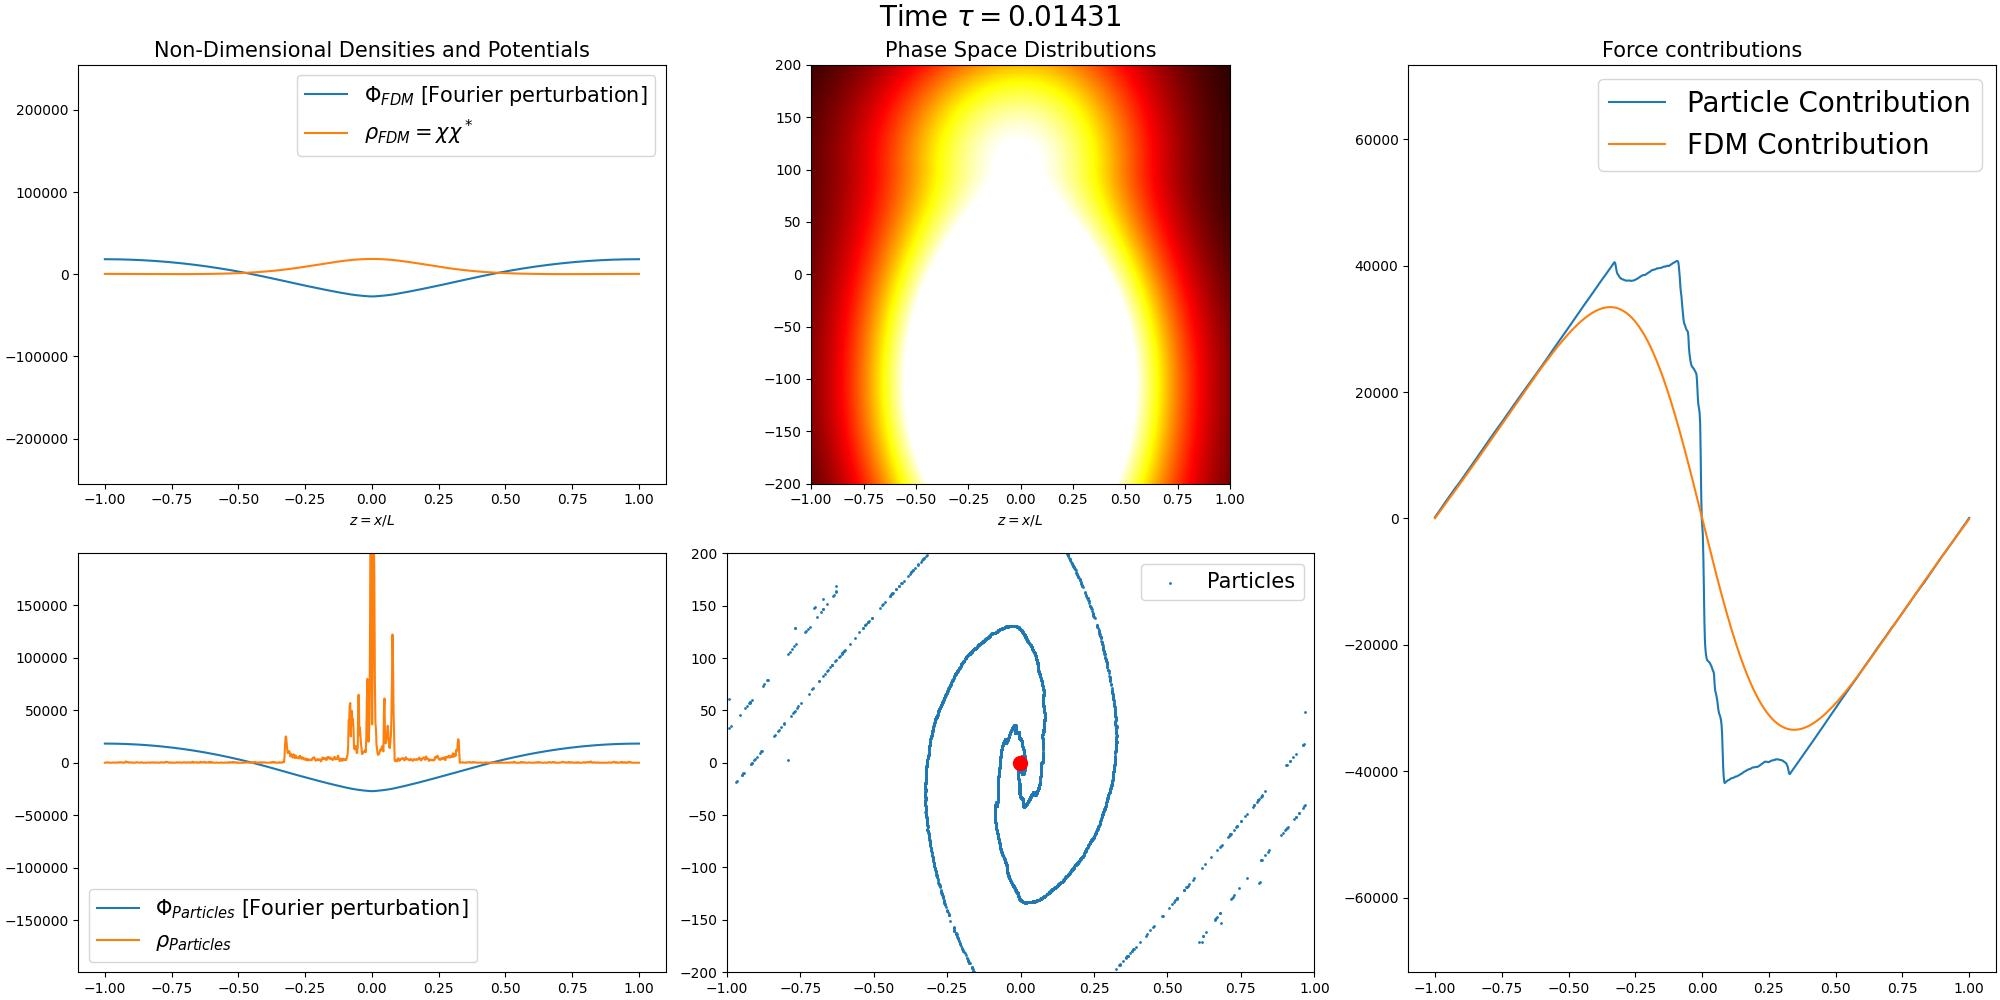 Time τ = 0.01431
Non-Dimensional Densities and Potentials
Φ_FDM [Fourier perturbation]
ρ_FDM = χχ*
200000
100000
0
−100000
−200000
−1.00 −0.75 −0.50 −0.25 0.00 0.25 0.50 0.75 1.00
z = x/L
Phase Space Distributions
200
150
100
50
0
−50
−100
−150
−200
−1.00 −0.75 −0.50 −0.25 0.00 0.25 0.50 0.75 1.00
z = x/L
Force contributions
Particle Contribution
FDM Contribution
60000
40000
20000
0
−20000
−40000
−60000
−1.00 −0.75 −0.50 −0.25 0.00 0.25 0.50 0.75 1.00
150000
100000
50000
0
−50000
−100000
−150000
Φ_Particles [Fourier perturbation]
ρ_Particles
−1.00 −0.75 −0.50 −0.25 0.00 0.25 0.50 0.75 1.00
Particles
200
150
100
50
0
−50
−100
−150
−200
−1.00 −0.75 −0.50 −0.25 0.00 0.25 0.50 0.75 1.00